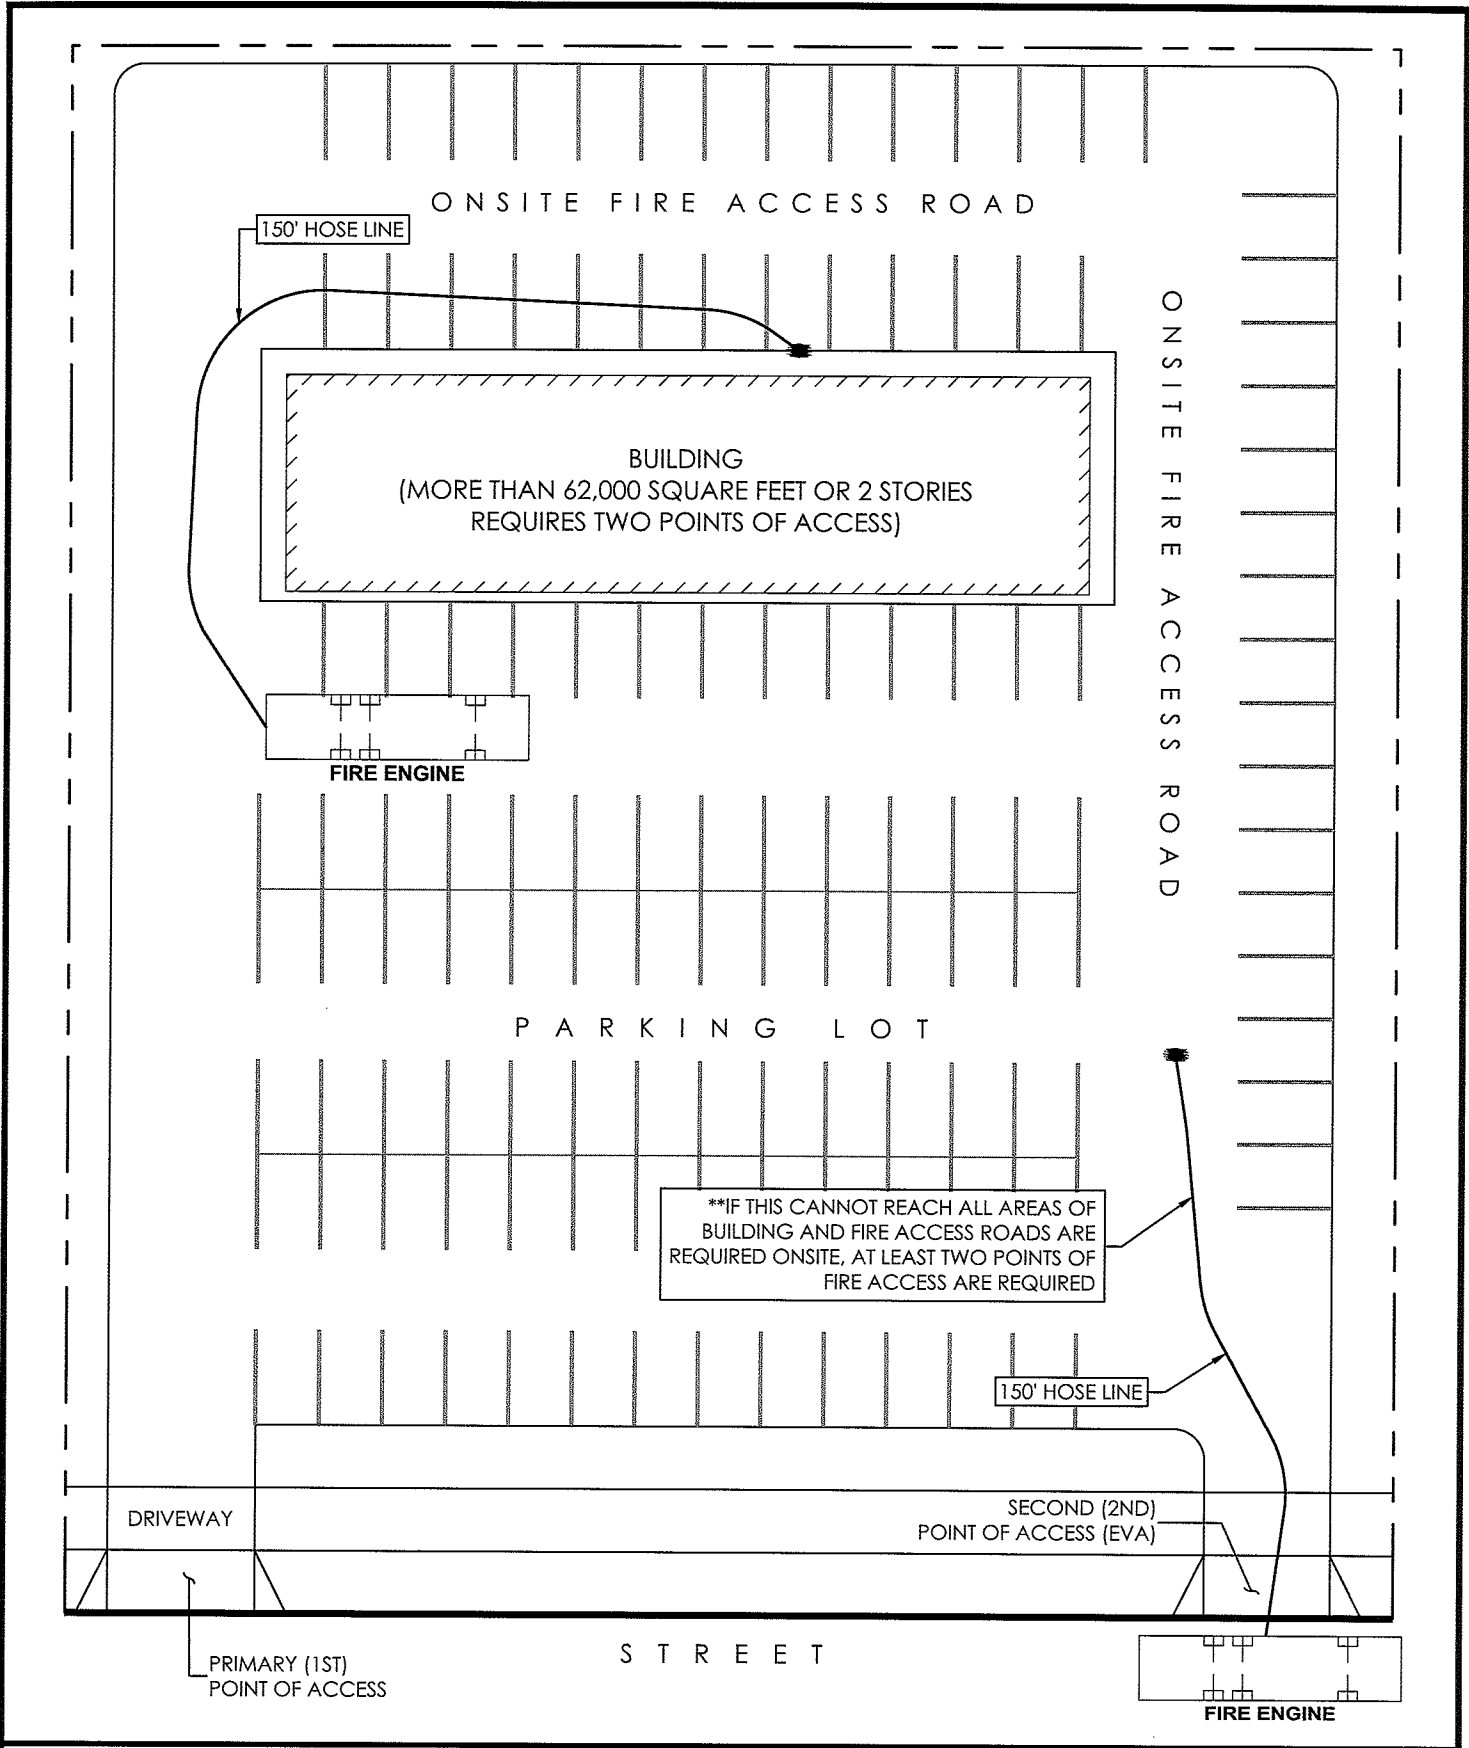 ONSITE FIRE ACCESS ROAD
150' HOSE LINE
ONSITE FIRE ACCESS ROAD
BUILDING
(MORE THAN 62,000 SQUARE FEET OR 2 STORIES
REQUIRES TWO POINTS OF ACCESS)
FIRE ENGINE
PARKING LOT
**IF THIS CANNOT REACH ALL AREAS OF
BUILDING AND FIRE ACCESS ROADS ARE
REQUIRED ONSITE, AT LEAST TWO POINTS OF
FIRE ACCESS ARE REQUIRED
150' HOSE LINE
DRIVEWAY
SECOND (2ND)
POINT OF ACCESS (EVA)
STREET
PRIMARY (1ST)
POINT OF ACCESS
FIRE ENGINE